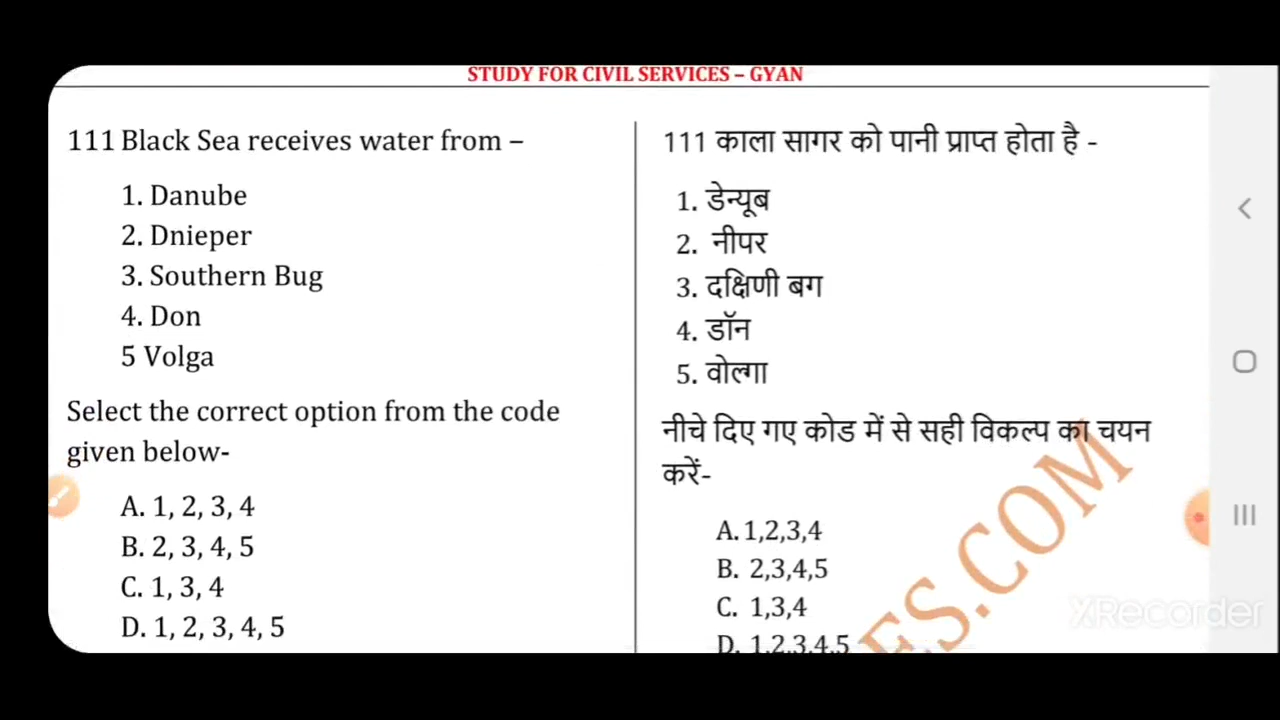 STUDY FOR CIVIL SERVICES – GYAN
111 Black Sea receives water from –
1. Danube
2. Dnieper
3. Southern Bug
4. Don
5 Volga
Select the correct option from the code
given below-
A. 1, 2, 3, 4
B. 2, 3, 4, 5
C. 1, 3, 4
D. 1, 2, 3, 4, 5
111 काला सागर को पानी प्राप्त होता है -
1. डेन्यूब
2. नीपर
3. दक्षिणी बग
4. डॉन
5. वोल्गा
नीचे दिए गए कोड में से सही विकल्प का चयन
करें-
A. 1,2,3,4
B. 2,3,4,5
C. 1,3,4
D. 1,2,3,4,5
ES.COM
XRecorder